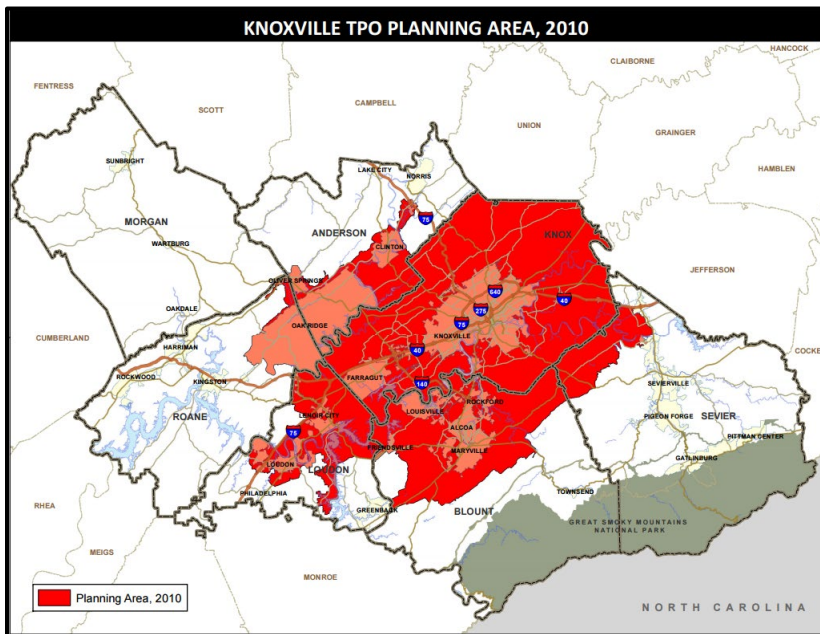 KNOXVILLE TPO PLANNING AREA, 2010
HANCOCK
CLAIBORNE
FENTRESS
SCOTT
CAMPBELL
UNION
GRAINGER
HAMBLEN
SUNBRIGHT
LAKE CITY
NORRIS
MORGAN
75
ANDERSON
KNOX
WARTBURG
CLINTON
JEFFERSON
OLIVER SPRINGS
640
OAKDALE
275
40
OAK RIDGE
75
CUMBERLAND
HARRIMAN
KNOXVILLE
40
COCKE
ROCKWOOD
KINGSTON
FARRAGUT
140
SEVIERVILLE
ROANE
LOUISVILLE
ROCKFORD
PIGEON FORGE
SEVIER
LENOIR CITY
75
ALCOA
PITTMAN CENTER
FRIENDSVILLE
MARYVILLE
GATLINBURG
LOUDON
LOUDON
PHILADELPHIA
TOWNSEND
RHEA
GREENBACK
BLOUNT
GREAT SMOKY MOUNTAINS
NATIONAL PARK
MEIGS
MONROE
Planning Area, 2010
NORTH CAROLINA